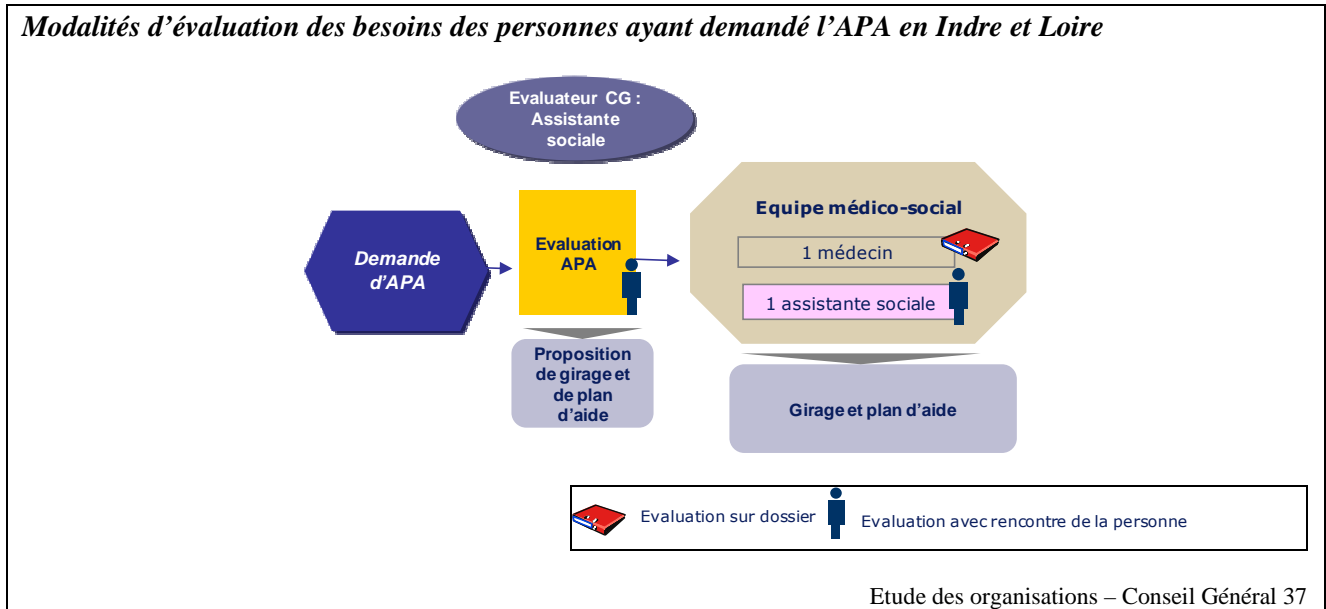 Modalités d'évaluation des besoins des personnes ayant demandé l'APA en Indre et Loire
Evaluateur CG :
Assistante
sociale
Demande
d'APA
Evaluation
APA
Equipe médico-social
1 médecin
1 assistante sociale
Proposition
de girage et
de plan
d'aide
Girage et plan d'aide
Evaluation sur dossier
Evaluation avec rencontre de la personne
Etude des organisations – Conseil Général 37